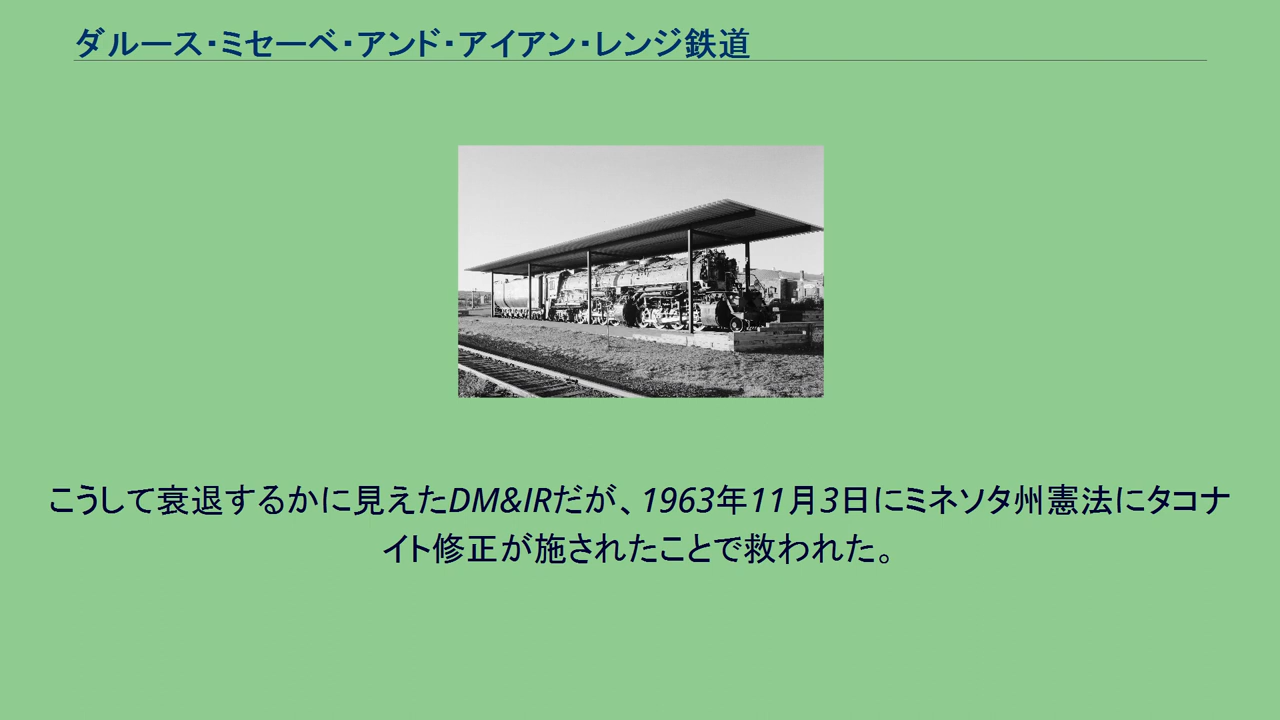 ダルース・ミセーベ・アンド・アイアン・レンジ鉄道
こうして衰退するかに見えたDM&IRだが、1963年11月3日にミネソタ州憲法にタコナ
イト修正が施されたことで救われた。